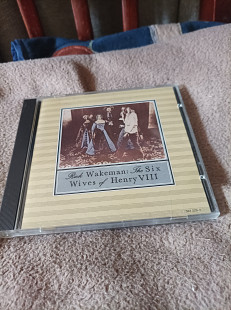 Rick Wakeman: The Six
Wives of Henry VIII